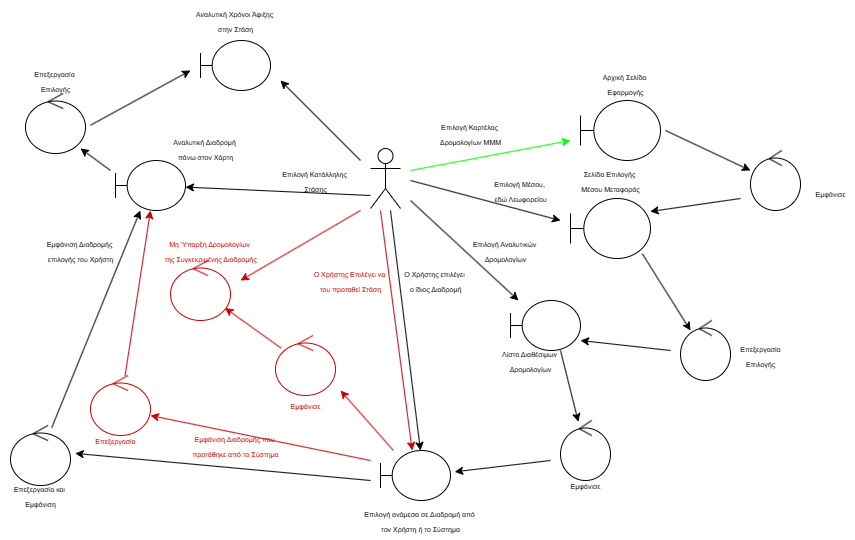 Αναλυτική Χρόνοι Άφιξης
στην Στάση
Επεξεργασία
Επιλογής
Αρχική Σελίδα
Εφαρμογής
Επιλογή Καρτέλας
Δρομολογίων ΜΜΜ
Αναλυτική Διαδρομή
πάνω στον Χάρτη
Επιλογή Κατάλληλης
Στάσης
Επιλογή Μέσου,
εδώ Λεωφορείου
Σελίδα Επιλογής
Μέσου Μεταφοράς
Εμφάνισε
Εμφάνιση Διαδρομής
επιλογής του Χρήστη
Μη Ύπαρξη Δρομολογίων
της Συγκεκριμένης Διαδρομής
Επιλογή Αναλυτικών
Δρομολογίων
Ο Χρήστης Επιλέγει να
του προταθεί Στάση
Ο Χρήστης επιλέγει
ο ίδιος Διαδρομή
Λίστα Διαθέσιμων
Δρομολογίων
Επεξεργασία
Επιλογής
Εμφάνισε
Επεξεργασία
Εμφάνιση Διαδρομής που
προτάθηκε από το Σύστημα
Επεξεργασία και
Εμφάνιση
Εμφάνισε
Επιλογή ανάμεσα σε Διαδρομή από
τον Χρήστη ή το Σύστημα